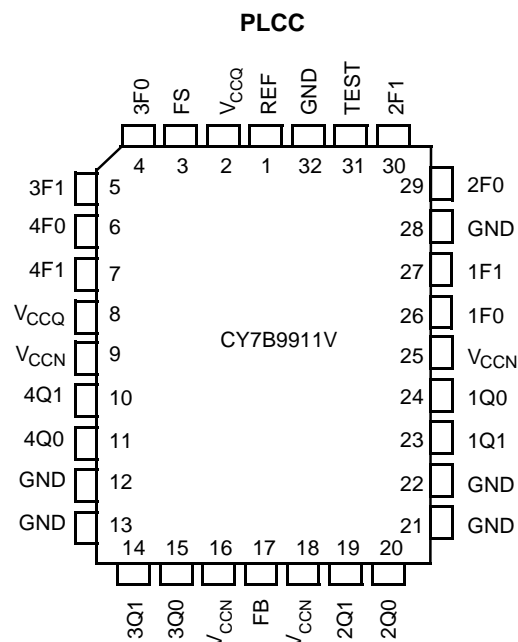 PLCC
3F0 FS VCCQ REF GND TEST 2F1
4 3 2 1 32 31 30
3F1 5 29 2F0
4F0 6 28 GND
4F1 7 27 1F1
VCCQ 8 26 1F0
CY7B9911V
VCCN 9 25 VCCN
4Q1 10 24 1Q0
4Q0 11 23 1Q1
GND 12 22 GND
GND 13 21 GND
14 15 16 17 18 19 20
3Q1 3Q0 VCCN FB VCCN 2Q1 2Q0